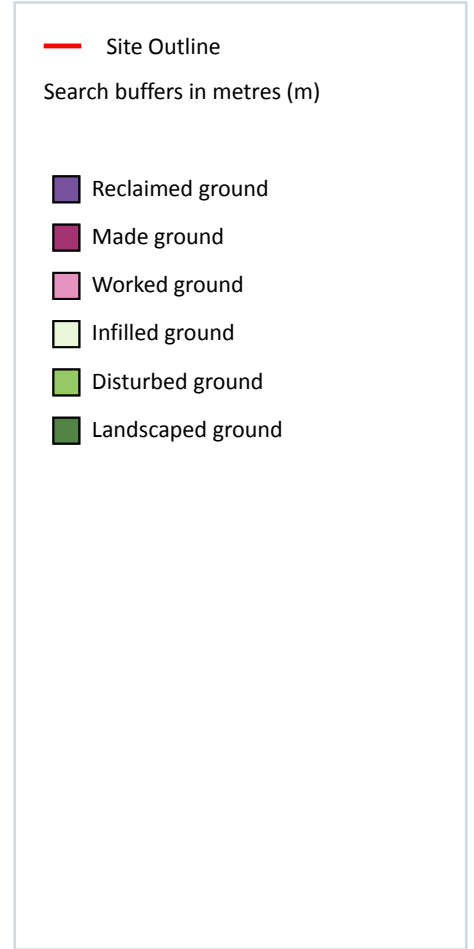 Site Outline
Search buffers in metres (m)
Reclaimed ground
Made ground
Worked ground
Infilled ground
Disturbed ground
Landscaped ground